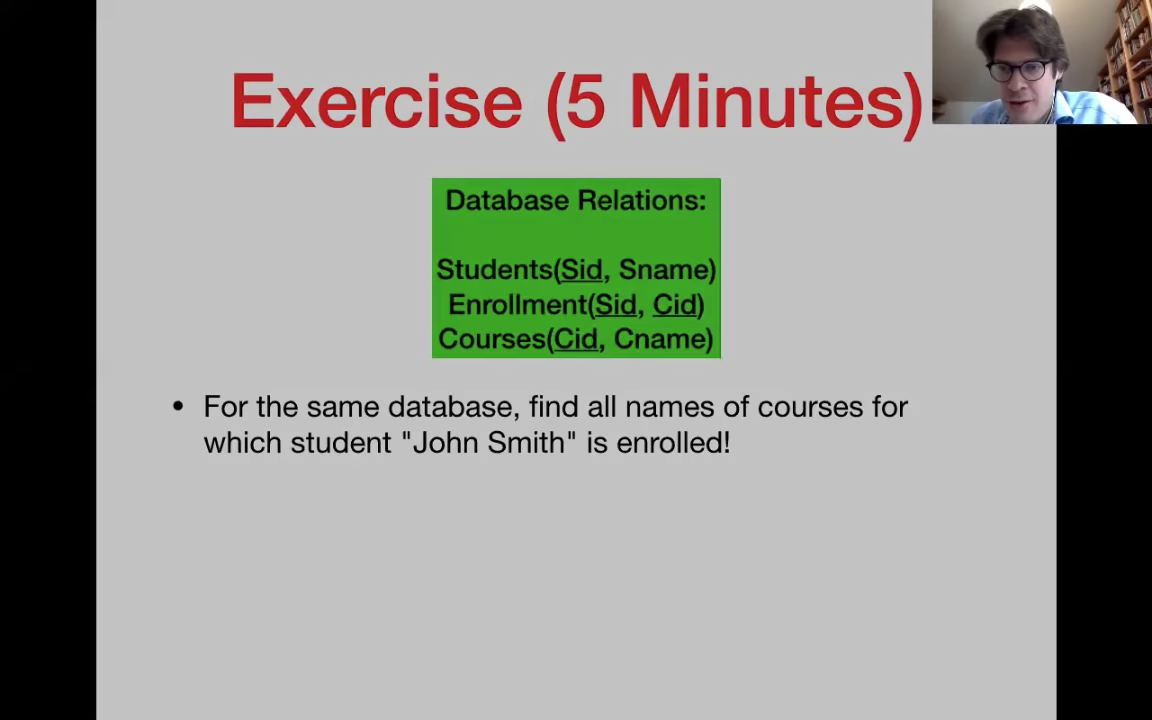 Exercise (5 Minutes)
Database Relations:
Students(Sid, Sname)
Enrollment(Sid, Cid)
Courses(Cid, Cname)
• For the same database, find all names of courses for
which student "John Smith" is enrolled!